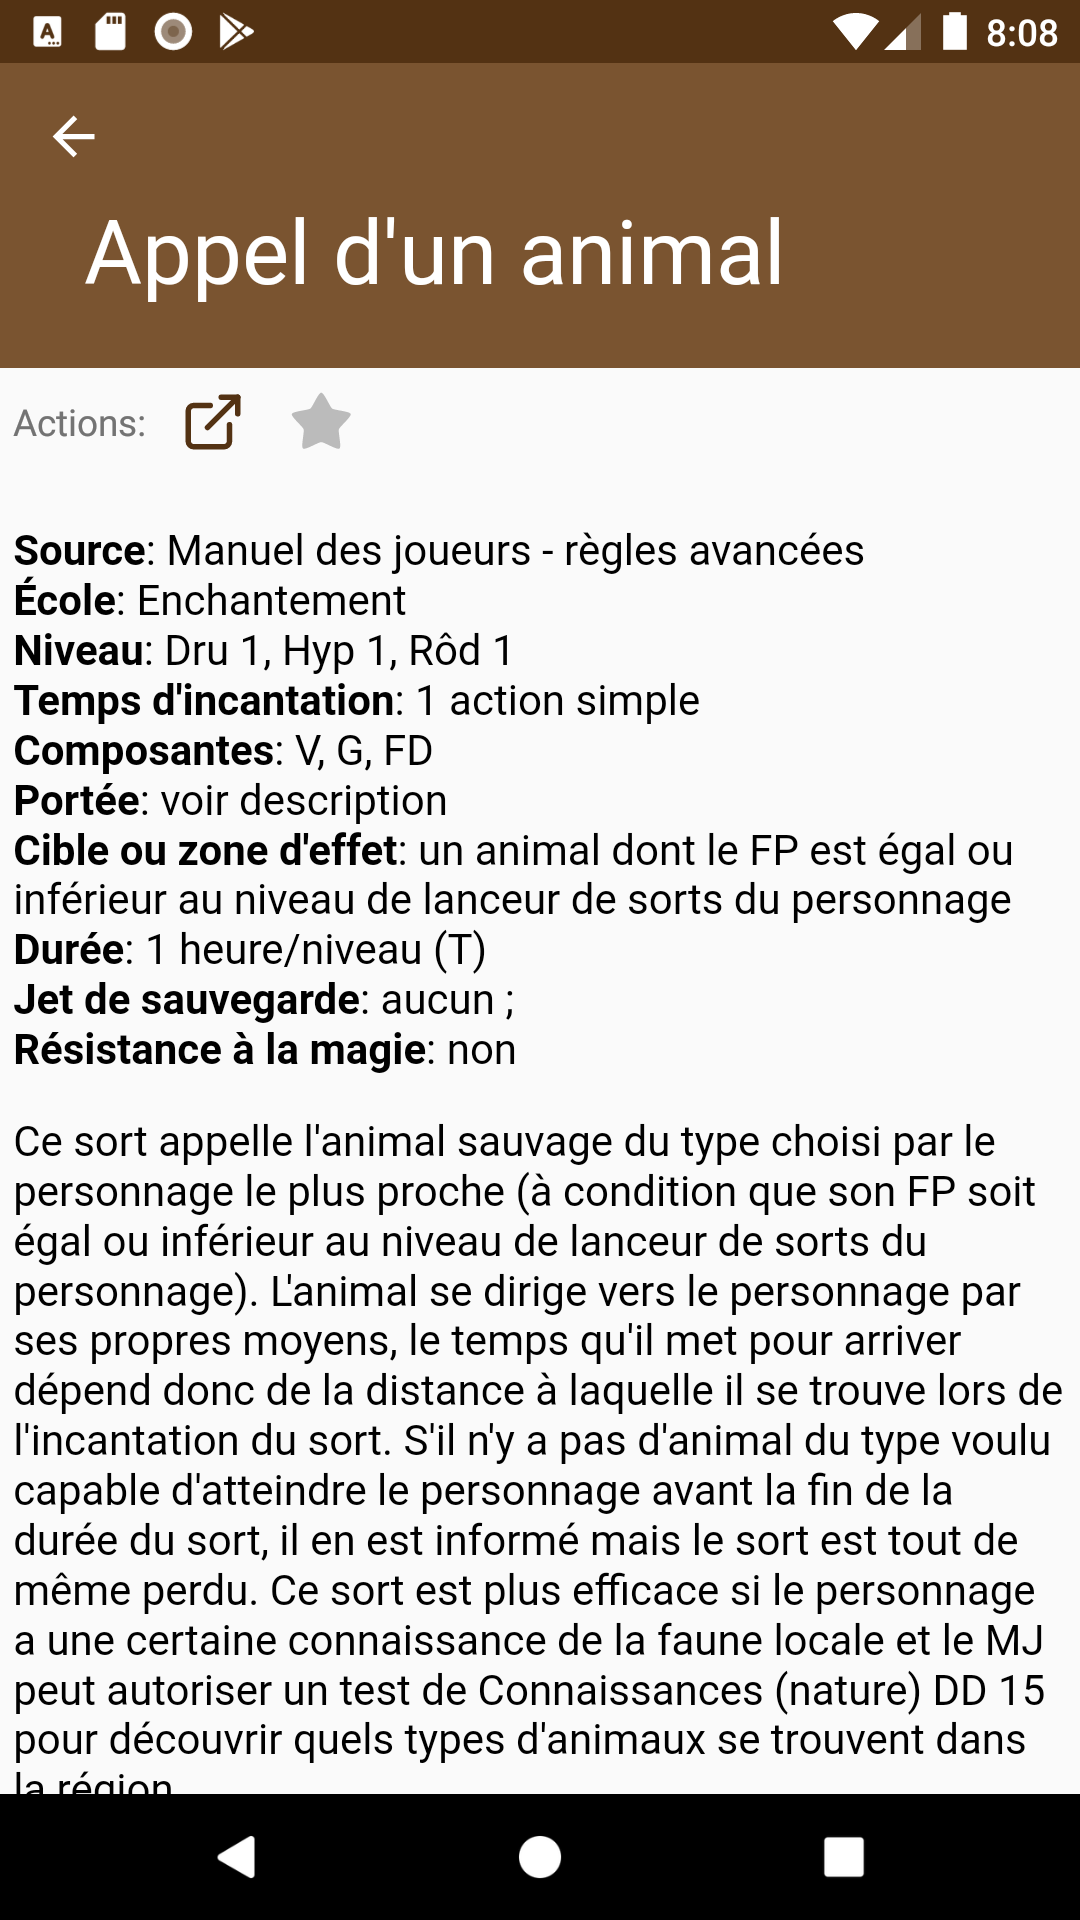 8:08
Appel d'un animal
Actions:
Source: Manuel des joueurs - règles avancées
École: Enchantement
Niveau: Dru 1, Hyp 1, Rôd 1
Temps d'incantation: 1 action simple
Composantes: V, G, FD
Portée: voir description
Cible ou zone d'effet: un animal dont le FP est égal ou
inférieur au niveau de lanceur de sorts du personnage
Durée: 1 heure/niveau (T)
Jet de sauvegarde: aucun ;
Résistance à la magie: non
Ce sort appelle l'animal sauvage du type choisi par le
personnage le plus proche (à condition que son FP soit
égal ou inférieur au niveau de lanceur de sorts du
personnage). L'animal se dirige vers le personnage par
ses propres moyens, le temps qu'il met pour arriver
dépend donc de la distance à laquelle il se trouve lors de
l'incantation du sort. S'il n'y a pas d'animal du type voulu
capable d'atteindre le personnage avant la fin de la
durée du sort, il en est informé mais le sort est tout de
même perdu. Ce sort est plus efficace si le personnage
a une certaine connaissance de la faune locale et le MJ
peut autoriser un test de Connaissances (nature) DD 15
pour découvrir quels types d'animaux se trouvent dans
la région